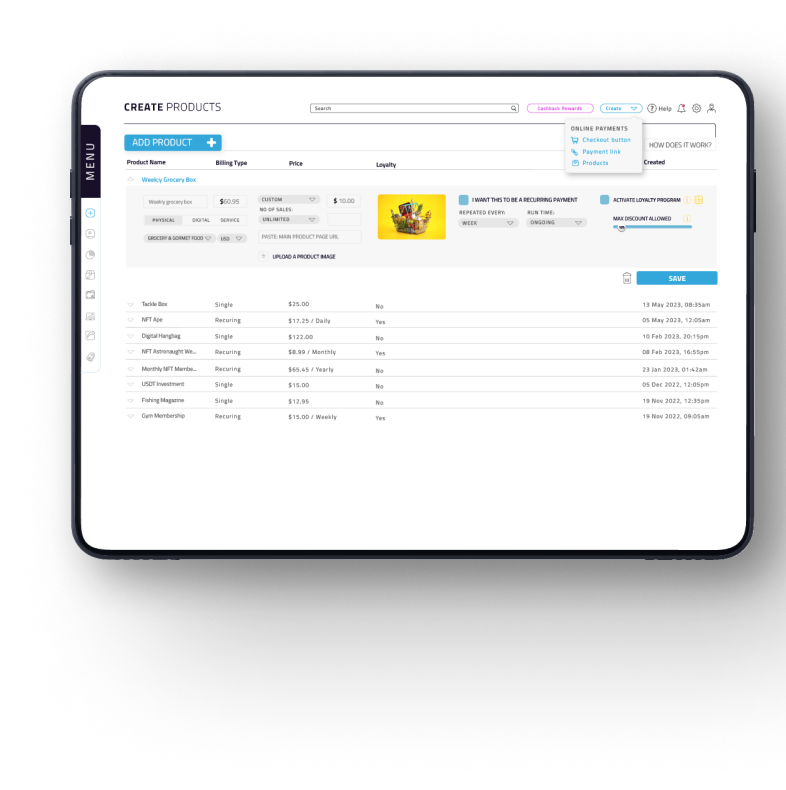 CREATE PRODUCTS
Search
Cashback Rewards
Create
Help
ONLINE PAYMENTS
Checkout button
Payment link
Products
MENU
ADD PRODUCT +
HOW DOES IT WORK?
Product Name Billing Type Price Loyalty Created
Weekly Grocery Box
Weekly grocery box $60.95 CUSTOM $ 10.00
NO OF SALES:
PHYSICAL DIGITAL SERVICE UNLIMITED
GROCERY & GORMET FOOD USD PASTE: MAIN PRODUCT PAGE URL
+ UPLOAD A PRODUCT IMAGE
I WANT THIS TO BE A RECURRING PAYMENT
REPEATED EVERY: RUN TIME:
WEEK ONGOING
ACTIVATE LOYALTY PROGRAM
MAX DISCOUNT ALLOWED
SAVE
Tackle Box Single $25.00 No 13 May 2023, 08:35am
NFT Ape Recuring $17.25 / Daily Yes 05 May 2023, 12:05am
Digital Hangbag Single $122.00 No 10 Feb 2023, 20:15pm
NFT Astronaught We... Recuring $8.99 / Monthly Yes 08 Feb 2023, 16:55pm
Monthly NFT Membe... Recuring $65.45 / Yearly No 23 Jan 2023, 01:42am
USDT Investment Single $15.00 No 05 Dec 2022, 12:05pm
Fishing Magazine Single $12.95 No 19 Nov 2022, 12:35pm
Gym Membership Recuring $15.00 / Weekly Yes 19 Nov 2022, 09:05am